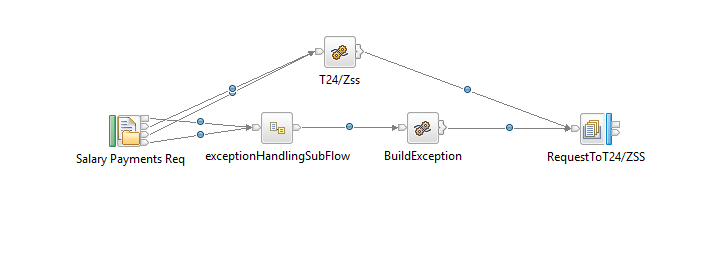 T24/Zss
Salary Payments Req
exceptionHandlingSubFlow
BuildException
RequestToT24/ZSS